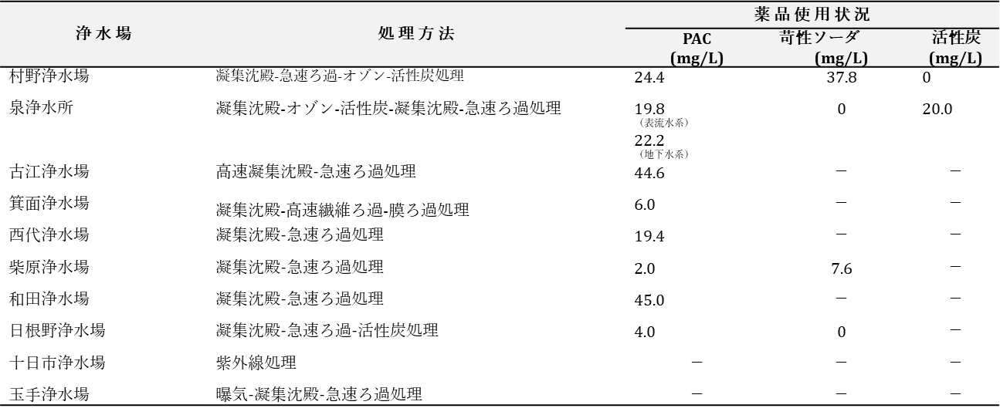 浄水場 処理方法 薬品使用状況
PAC 苛性ソーダ 活性炭
(mg/L) (mg/L) (mg/L)
村野浄水場 凝集沈殿-急速ろ過-オゾン-活性炭処理 24.4 37.8 0
泉浄水所 凝集沈殿-オゾン-活性炭-凝集沈殿-急速ろ過処理 19.8 0 20.0
（表流水系）
22.2
（地下水系）
古江浄水場 高速凝集沈殿-急速ろ過処理 44.6 － －
箕面浄水場 凝集沈殿-高速繊維ろ過-膜ろ過処理 6.0 － －
西代浄水場 凝集沈殿-急速ろ過処理 19.4 － －
柴原浄水場 凝集沈殿-急速ろ過処理 2.0 7.6 －
和田浄水場 凝集沈殿-急速ろ過処理 45.0 － －
日根野浄水場 凝集沈殿-急速ろ過-活性炭処理 4.0 0 －
十日市浄水場 紫外線処理 － － －
玉手浄水場 曝気-凝集沈殿-急速ろ過処理 － － －